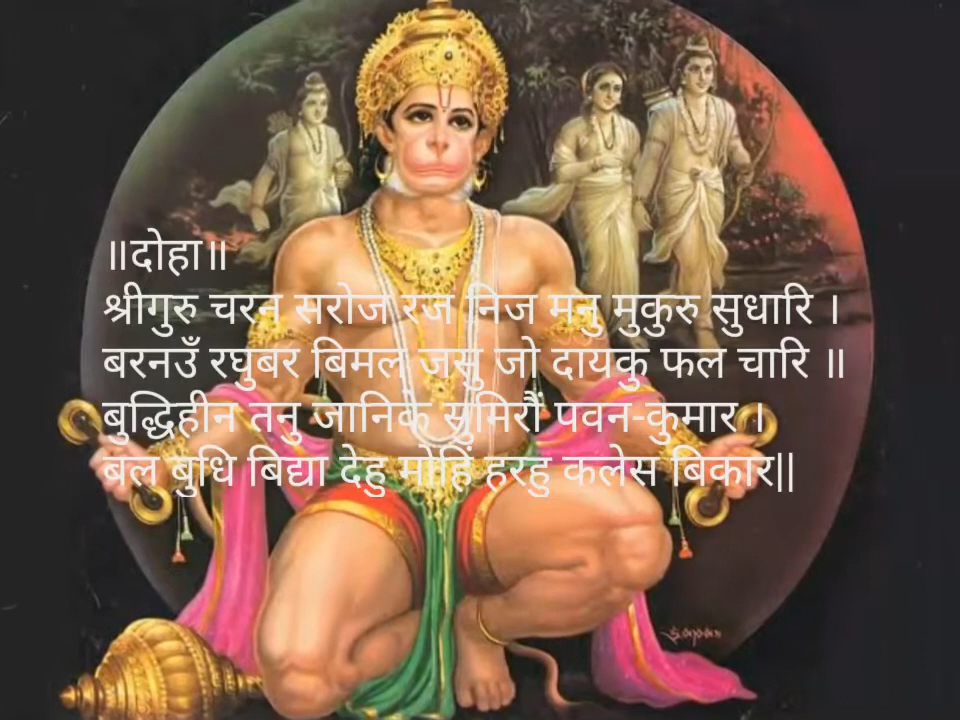 ॥दोहा॥
श्रीगुरु चरन सरोज रज निज मनु मुकुरु सुधारि ।
बरनउँ रघुबर बिमल जसु जो दायकु फल चारि ॥
बुद्धिहीन तनु जानिक सुमिरौं पवन-कुमार ।
बल बुधि बिद्या देहु मोहिं हरहु कलेस बिकार||